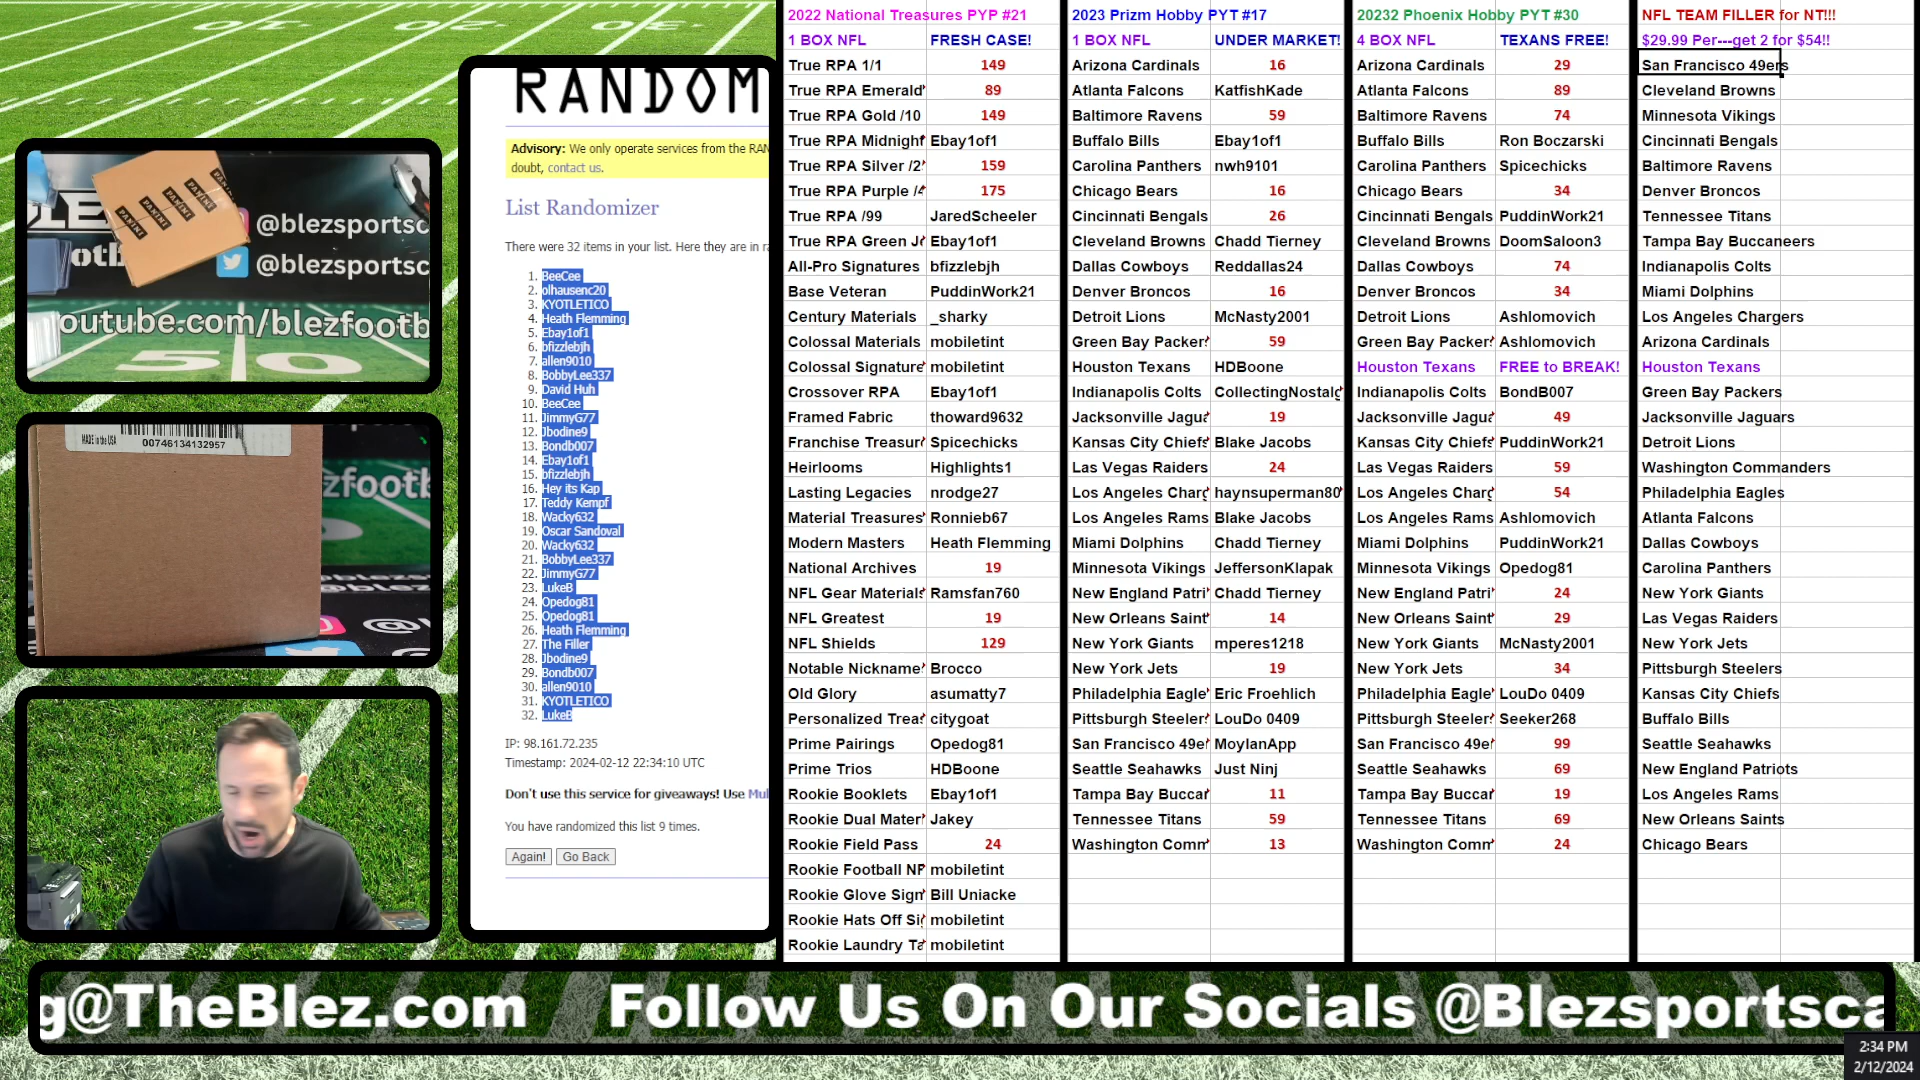 PANINI PANINI PANINI
@blezsportsc
@blezsportsc
outube.com/blezfootb
50
MADE in the USA
00746134132957
zfootb
RANDOM
Advisory: We only operate services from the RAN
doubt, contact us.
List Randomizer
There were 32 items in your list. Here they are in ra
1. BeeCee
2. olhausenc20
3. KYOTLETICO
4. Heath Flemming
5. Ebay1of1
6. bfizzlebjh
7. allen9010
8. BobbyLee337
9. David Huh
10. BeeCee
11. JimmyG77
12. Jbodine9
13. Bondb007
14. Ebay1of1
15. bfizzlebjh
16. Hey its Kap
17. Teddy Kempf
18. Wacky632
19. Oscar Sandoval
20. Wacky632
21. BobbyLee337
22. JimmyG77
23. LukeB
24. Opedog81
25. Opedog81
26. Heath Flemming
27. The Filler
28. Jbodine9
29. Bondb007
30. allen9010
31. KYOTLETICO
32. LukeB
IP: 98.161.72.235
Timestamp: 2024-02-12 22:34:10 UTC
Don't use this service for giveaways! Use Mul
You have randomized this list 9 times.
Again! Go Back
2022 National Treasures PYP #21
1 BOX NFL FRESH CASE!
True RPA 1/1 149
True RPA Emerald 89
True RPA Gold /10 149
True RPA Midnight Ebay1of1
True RPA Silver /2 159
True RPA Purple /4 175
True RPA /99 JaredScheeler
True RPA Green Je Ebay1of1
All-Pro Signatures bfizzlebjh
Base Veteran PuddinWork21
Century Materials _sharky
Colossal Materials mobiletint
Colossal Signature mobiletint
Crossover RPA Ebay1of1
Framed Fabric thoward9632
Franchise Treasur Spicechicks
Heirlooms Highlights1
Lasting Legacies nrodge27
Material Treasures Ronnieb67
Modern Masters Heath Flemming
National Archives 19
NFL Gear Materials Ramsfan760
NFL Greatest 19
NFL Shields 129
Notable Nickname Brocco
Old Glory asumatty7
Personalized Trea citygoat
Prime Pairings Opedog81
Prime Trios HDBoone
Rookie Booklets Ebay1of1
Rookie Dual Mater Jakey
Rookie Field Pass 24
Rookie Football NF mobiletint
Rookie Glove Sign Bill Uniacke
Rookie Hats Off Si mobiletint
Rookie Laundry Ta mobiletint
2023 Prizm Hobby PYT #17
1 BOX NFL UNDER MARKET!
Arizona Cardinals 16
Atlanta Falcons KatfishKade
Baltimore Ravens 59
Buffalo Bills Ebay1of1
Carolina Panthers nwh9101
Chicago Bears 16
Cincinnati Bengals 26
Cleveland Browns Chadd Tierney
Dallas Cowboys Reddallas24
Denver Broncos 16
Detroit Lions McNasty2001
Green Bay Packer 59
Houston Texans HDBoone
Indianapolis Colts CollectingNostalg
Jacksonville Jagua 19
Kansas City Chiefs Blake Jacobs
Las Vegas Raiders 24
Los Angeles Charg haynsuperman80
Los Angeles Rams Blake Jacobs
Miami Dolphins Chadd Tierney
Minnesota Vikings JeffersonKlapak
New England Patri Chadd Tierney
New Orleans Saint 14
New York Giants mperes1218
New York Jets 19
Philadelphia Eagle Eric Froehlich
Pittsburgh Steeler LouDo 0409
San Francisco 49e MoylanApp
Seattle Seahawks Just Ninj
Tampa Bay Buccar 11
Tennessee Titans 59
Washington Comm 13
20232 Phoenix Hobby PYT #30
4 BOX NFL TEXANS FREE!
Arizona Cardinals 29
Atlanta Falcons 89
Baltimore Ravens 74
Buffalo Bills Ron Boczarski
Carolina Panthers Spicechicks
Chicago Bears 34
Cincinnati Bengals PuddinWork21
Cleveland Browns DoomSaloon3
Dallas Cowboys 74
Denver Broncos 34
Detroit Lions Ashlomovich
Green Bay Packer Ashlomovich
Houston Texans FREE to BREAK!
Indianapolis Colts BondB007
Jacksonville Jagua 49
Kansas City Chiefs PuddinWork21
Las Vegas Raiders 59
Los Angeles Charg 54
Los Angeles Rams Ashlomovich
Miami Dolphins PuddinWork21
Minnesota Vikings Opedog81
New England Patri 24
New Orleans Saint 29
New York Giants McNasty2001
New York Jets 34
Philadelphia Eagle LouDo 0409
Pittsburgh Steeler Seeker268
San Francisco 49e 99
Seattle Seahawks 69
Tampa Bay Buccar 19
Tennessee Titans 69
Washington Comm 24
NFL TEAM FILLER for NT!!!
$29.99 Per---get 2 for $54!!
San Francisco 49ers
Cleveland Browns
Minnesota Vikings
Cincinnati Bengals
Baltimore Ravens
Denver Broncos
Tennessee Titans
Tampa Bay Buccaneers
Indianapolis Colts
Miami Dolphins
Los Angeles Chargers
Arizona Cardinals
Houston Texans
Green Bay Packers
Jacksonville Jaguars
Detroit Lions
Washington Commanders
Philadelphia Eagles
Atlanta Falcons
Dallas Cowboys
Carolina Panthers
New York Giants
Las Vegas Raiders
New York Jets
Pittsburgh Steelers
Kansas City Chiefs
Buffalo Bills
Seattle Seahawks
New England Patriots
Los Angeles Rams
New Orleans Saints
Chicago Bears
g@TheBlez.com Follow Us On Our Socials @Blezsportsca
2:34 PM
2/12/2024